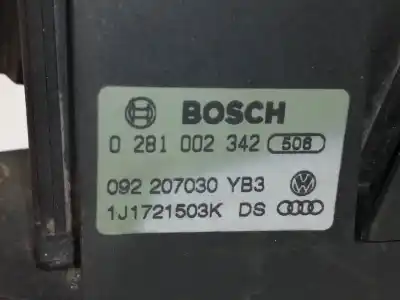 BOSCH
0 281 002 342 506
092 207030 YB3
1J1721503K DS